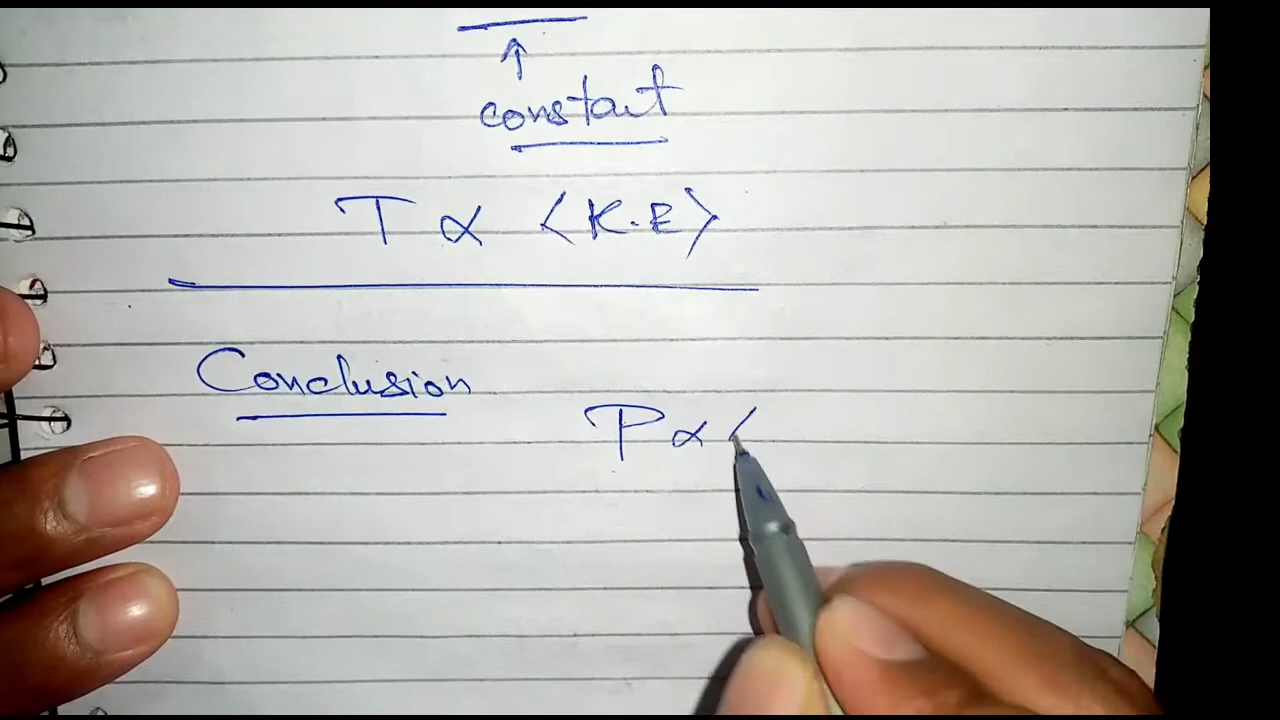 ↑
constant
T ∝ <K.E>
Conclusion
P ∝ <